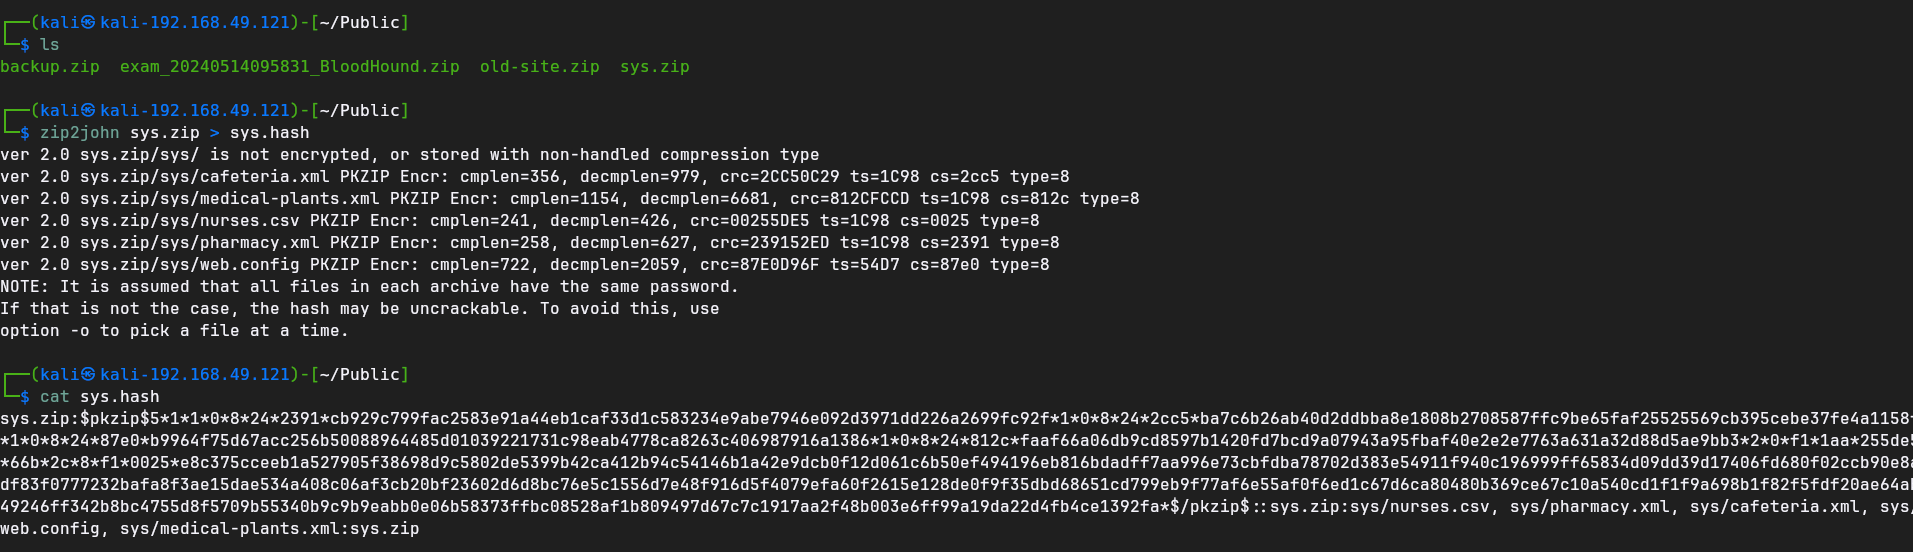 ┌──(kali㉿kali-192.168.49.121)-[~/Public]
└─$ ls
backup.zip  exam_20240514095831_BloodHound.zip  old-site.zip  sys.zip
┌──(kali㉿kali-192.168.49.121)-[~/Public]
└─$ zip2john sys.zip > sys.hash
ver 2.0 sys.zip/sys/ is not encrypted, or stored with non-handled compression type
ver 2.0 sys.zip/sys/cafeteria.xml PKZIP Encr: cmplen=356, decmplen=979, crc=2CC50C29 ts=1C98 cs=2cc5 type=8
ver 2.0 sys.zip/sys/medical-plants.xml PKZIP Encr: cmplen=1154, decmplen=6681, crc=812CFCCD ts=1C98 cs=812c type=8
ver 2.0 sys.zip/sys/nurses.csv PKZIP Encr: cmplen=241, decmplen=426, crc=00255DE5 ts=1C98 cs=0025 type=8
ver 2.0 sys.zip/sys/pharmacy.xml PKZIP Encr: cmplen=258, decmplen=627, crc=239152ED ts=1C98 cs=2391 type=8
ver 2.0 sys.zip/sys/web.config PKZIP Encr: cmplen=722, decmplen=2059, crc=87E0D96F ts=54D7 cs=87e0 type=8
NOTE: It is assumed that all files in each archive have the same password.
If that is not the case, the hash may be uncrackable. To avoid this, use
option -o to pick a file at a time.
┌──(kali㉿kali-192.168.49.121)-[~/Public]
└─$ cat sys.hash
sys.zip:$pkzip$5*1*1*0*8*24*2391*cb929c799fac2583e91a44eb1caf33d1c583234e9abe7946e092d3971dd226a2699fc92f*1*0*8*24*2cc5*ba7c6b26ab40d2ddbba8e1808b2708587ffc9be65faf25525569cb395cebe37fe4a1158f
*1*0*8*24*87e0*b9964f75d67acc256b50088964485d01039221731c98eab4778ca8263c406987916a1386*1*0*8*24*812c*faaf66a06db9cd8597b1420fd7bcd9a07943a95fbaf40e2e2e7763a631a32d88d5ae9bb3*2*0*f1*1aa*255de5
*66b*2c*8*f1*0025*e8c375cceeb1a527905f38698d9c5802de5399b42ca412b94c54146b1a42e9dcb0f12d061c6b50ef494196eb816bdadff7aa996e73cbfdba78702d383e54911f940c196999ff65834d09dd39d17406fd680f02ccb90e8a
df83f0777232bafa8f3ae15dae534a408c06af3cb20bf23602d6d8bc76e5c1556d7e48f916d5f4079efa60f2615e128de0f9f35dbd68651cd799eb9f77af6e55af0f6ed1c67d6ca80480b369ce67c10a540cd1f1f9a698b1f82f5fdf20ae64ab
49246ff342b8bc4755d8f5709b55340b9c9b9eabb0e06b58373ffbc08528af1b809497d67c7c1917aa2f48b003e6ff99a19da22d4fb4ce1392fa*$/pkzip$::sys.zip:sys/nurses.csv, sys/pharmacy.xml, sys/cafeteria.xml, sys/
web.config, sys/medical-plants.xml:sys.zip